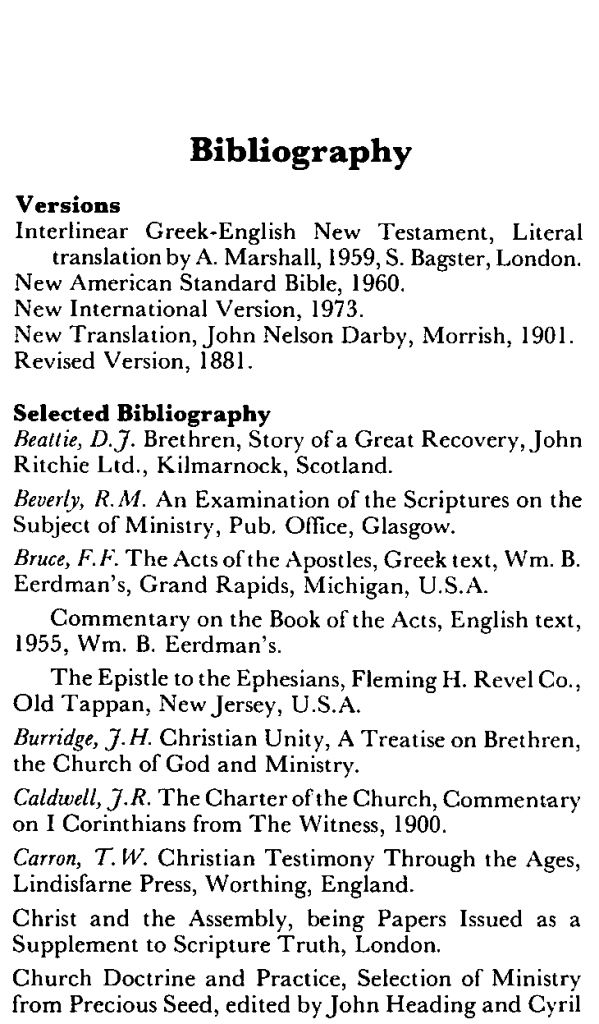 Bibliography
Versions
Interlinear Greek-English New Testament, Literal
translation by A. Marshall, 1959, S. Bagster, London.
New American Standard Bible, 1960.
New International Version, 1973.
New Translation, John Nelson Darby, Morrish, 1901.
Revised Version, 1881.
Selected Bibliography
Beattie, D.J. Brethren, Story of a Great Recovery, John
Ritchie Ltd., Kilmarnock, Scotland.
Beverly, R.M. An Examination of the Scriptures on the
Subject of Ministry, Pub. Office, Glasgow.
Bruce, F.F. The Acts of the Apostles, Greek text, Wm. B.
Eerdman's, Grand Rapids, Michigan, U.S.A.
Commentary on the Book of the Acts, English text,
1955, Wm. B. Eerdman's.
The Epistle to the Ephesians, Fleming H. Revel Co.,
Old Tappan, New Jersey, U.S.A.
Burridge, J.H. Christian Unity, A Treatise on Brethren,
the Church of God and Ministry.
Caldwell, J.R. The Charter of the Church, Commentary
on I Corinthians from The Witness, 1900.
Carron, T.W. Christian Testimony Through the Ages,
Lindisfarne Press, Worthing, England.
Christ and the Assembly, being Papers Issued as a
Supplement to Scripture Truth, London.
Church Doctrine and Practice, Selection of Ministry
from Precious Seed, edited by John Heading and Cyril